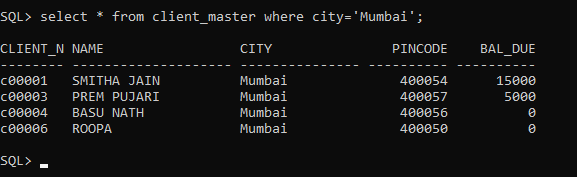 SQL> select * from client_master where city='Mumbai';
CLIENT_N NAME                 CITY               PINCODE    BAL_DUE
-------- -------------------- --------------- ---------- ----------
c00001   SMITHA JAIN          Mumbai              400054      15000
c00003   PREM PUJARI          Mumbai              400057       5000
c00004   BASU NATH            Mumbai              400056          0
c00006   ROOPA                Mumbai              400050          0
SQL>